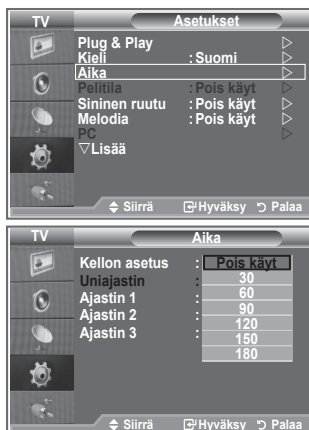 TV Asetukset
Plug & Play
Kieli : Suomi
Aika
Pelitila : Pois käyt
Sininen ruutu : Pois käyt
Melodia : Pois käyt
PC
▽Lisää
Siirrä Hyväksy Palaa
TV Aika
Kellon asetus : Pois käyt
Uniajastin : 30
Ajastin 1 : 60
Ajastin 2 : 90
Ajastin 3 : 120
150
180
Siirrä Hyväksy Palaa